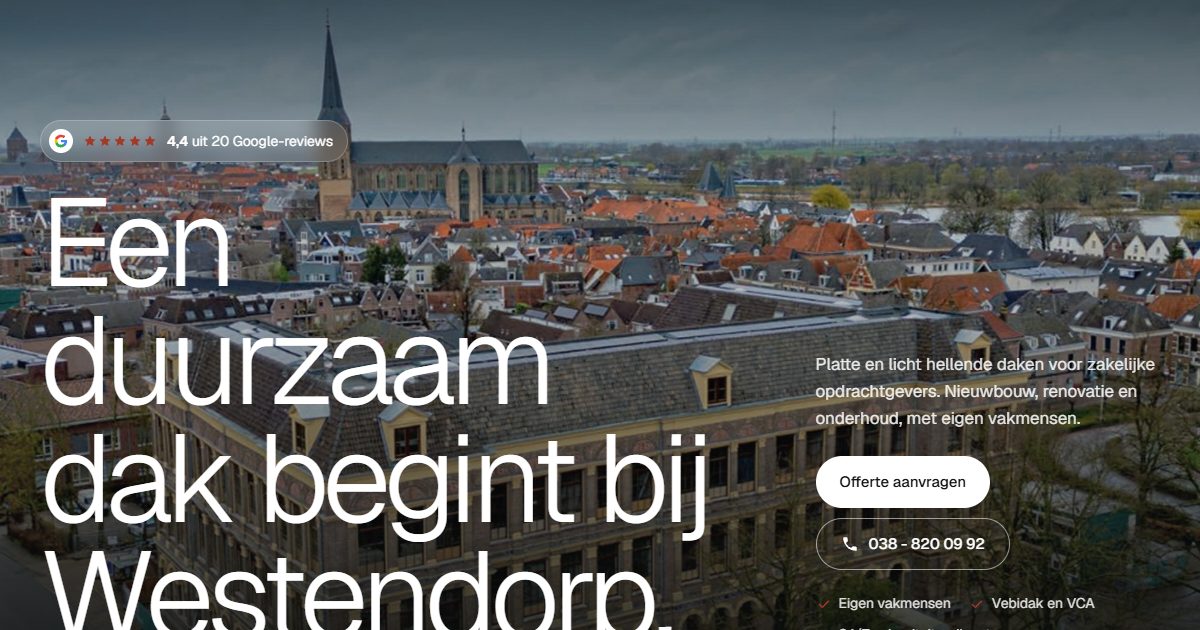 4,4 uit 20 Google-reviews
Een
duurzaam
dak begint bij
Westendorp.
Platte en licht hellende daken voor zakelijke
opdrachtgevers. Nieuwbouw, renovatie en
onderhoud, met eigen vakmensen.
Offerte aanvragen
038 - 820 09 92
Eigen vakmensen
Vebidak en VCA